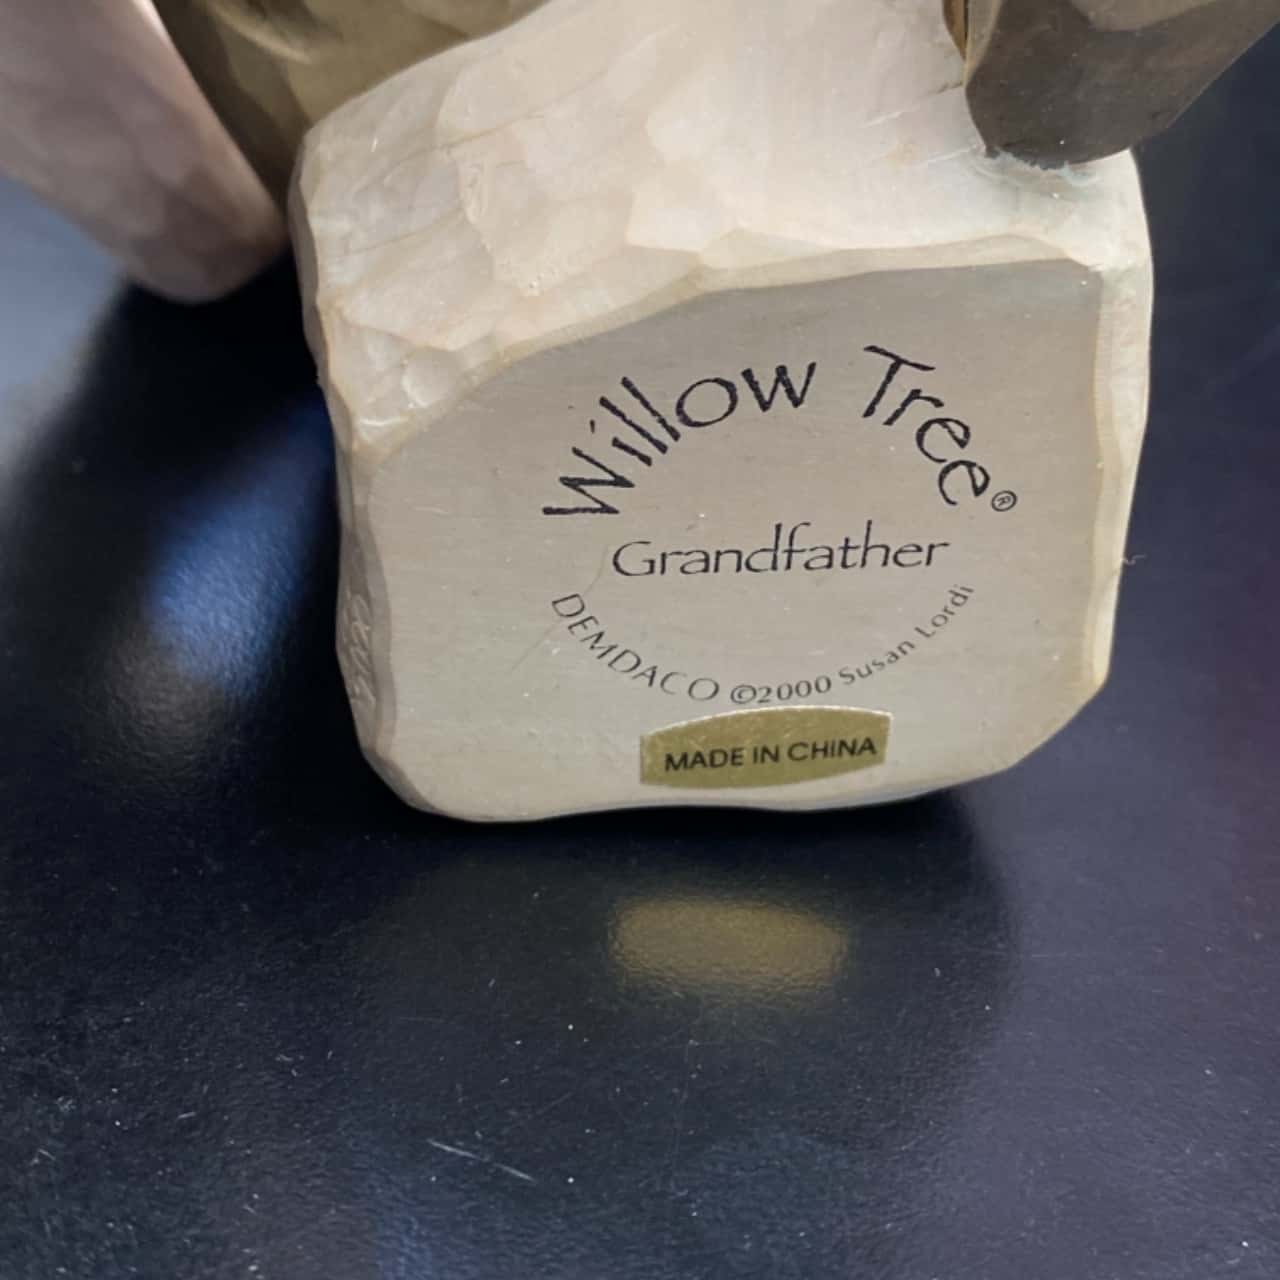 Willow Tree®
Grandfather
DEMDACO ©2000 Susan Lordi
MADE IN CHINA